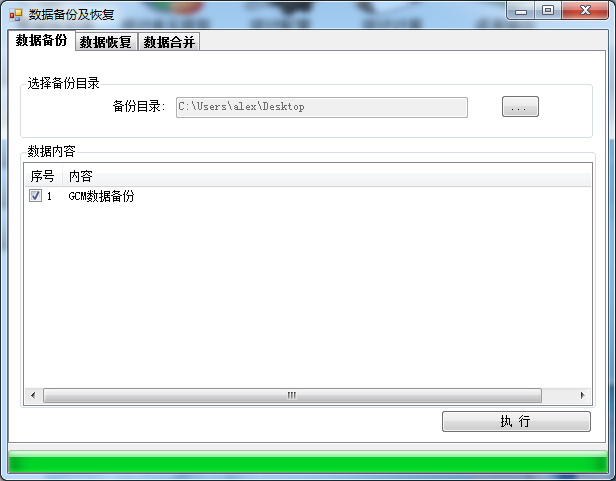 数据备份及恢复
数据备份 数据恢复 数据合并
选择备份目录
备份目录: C:\Users\alex\Desktop ...
数据内容
序号 内容
1 GCM数据备份
执 行